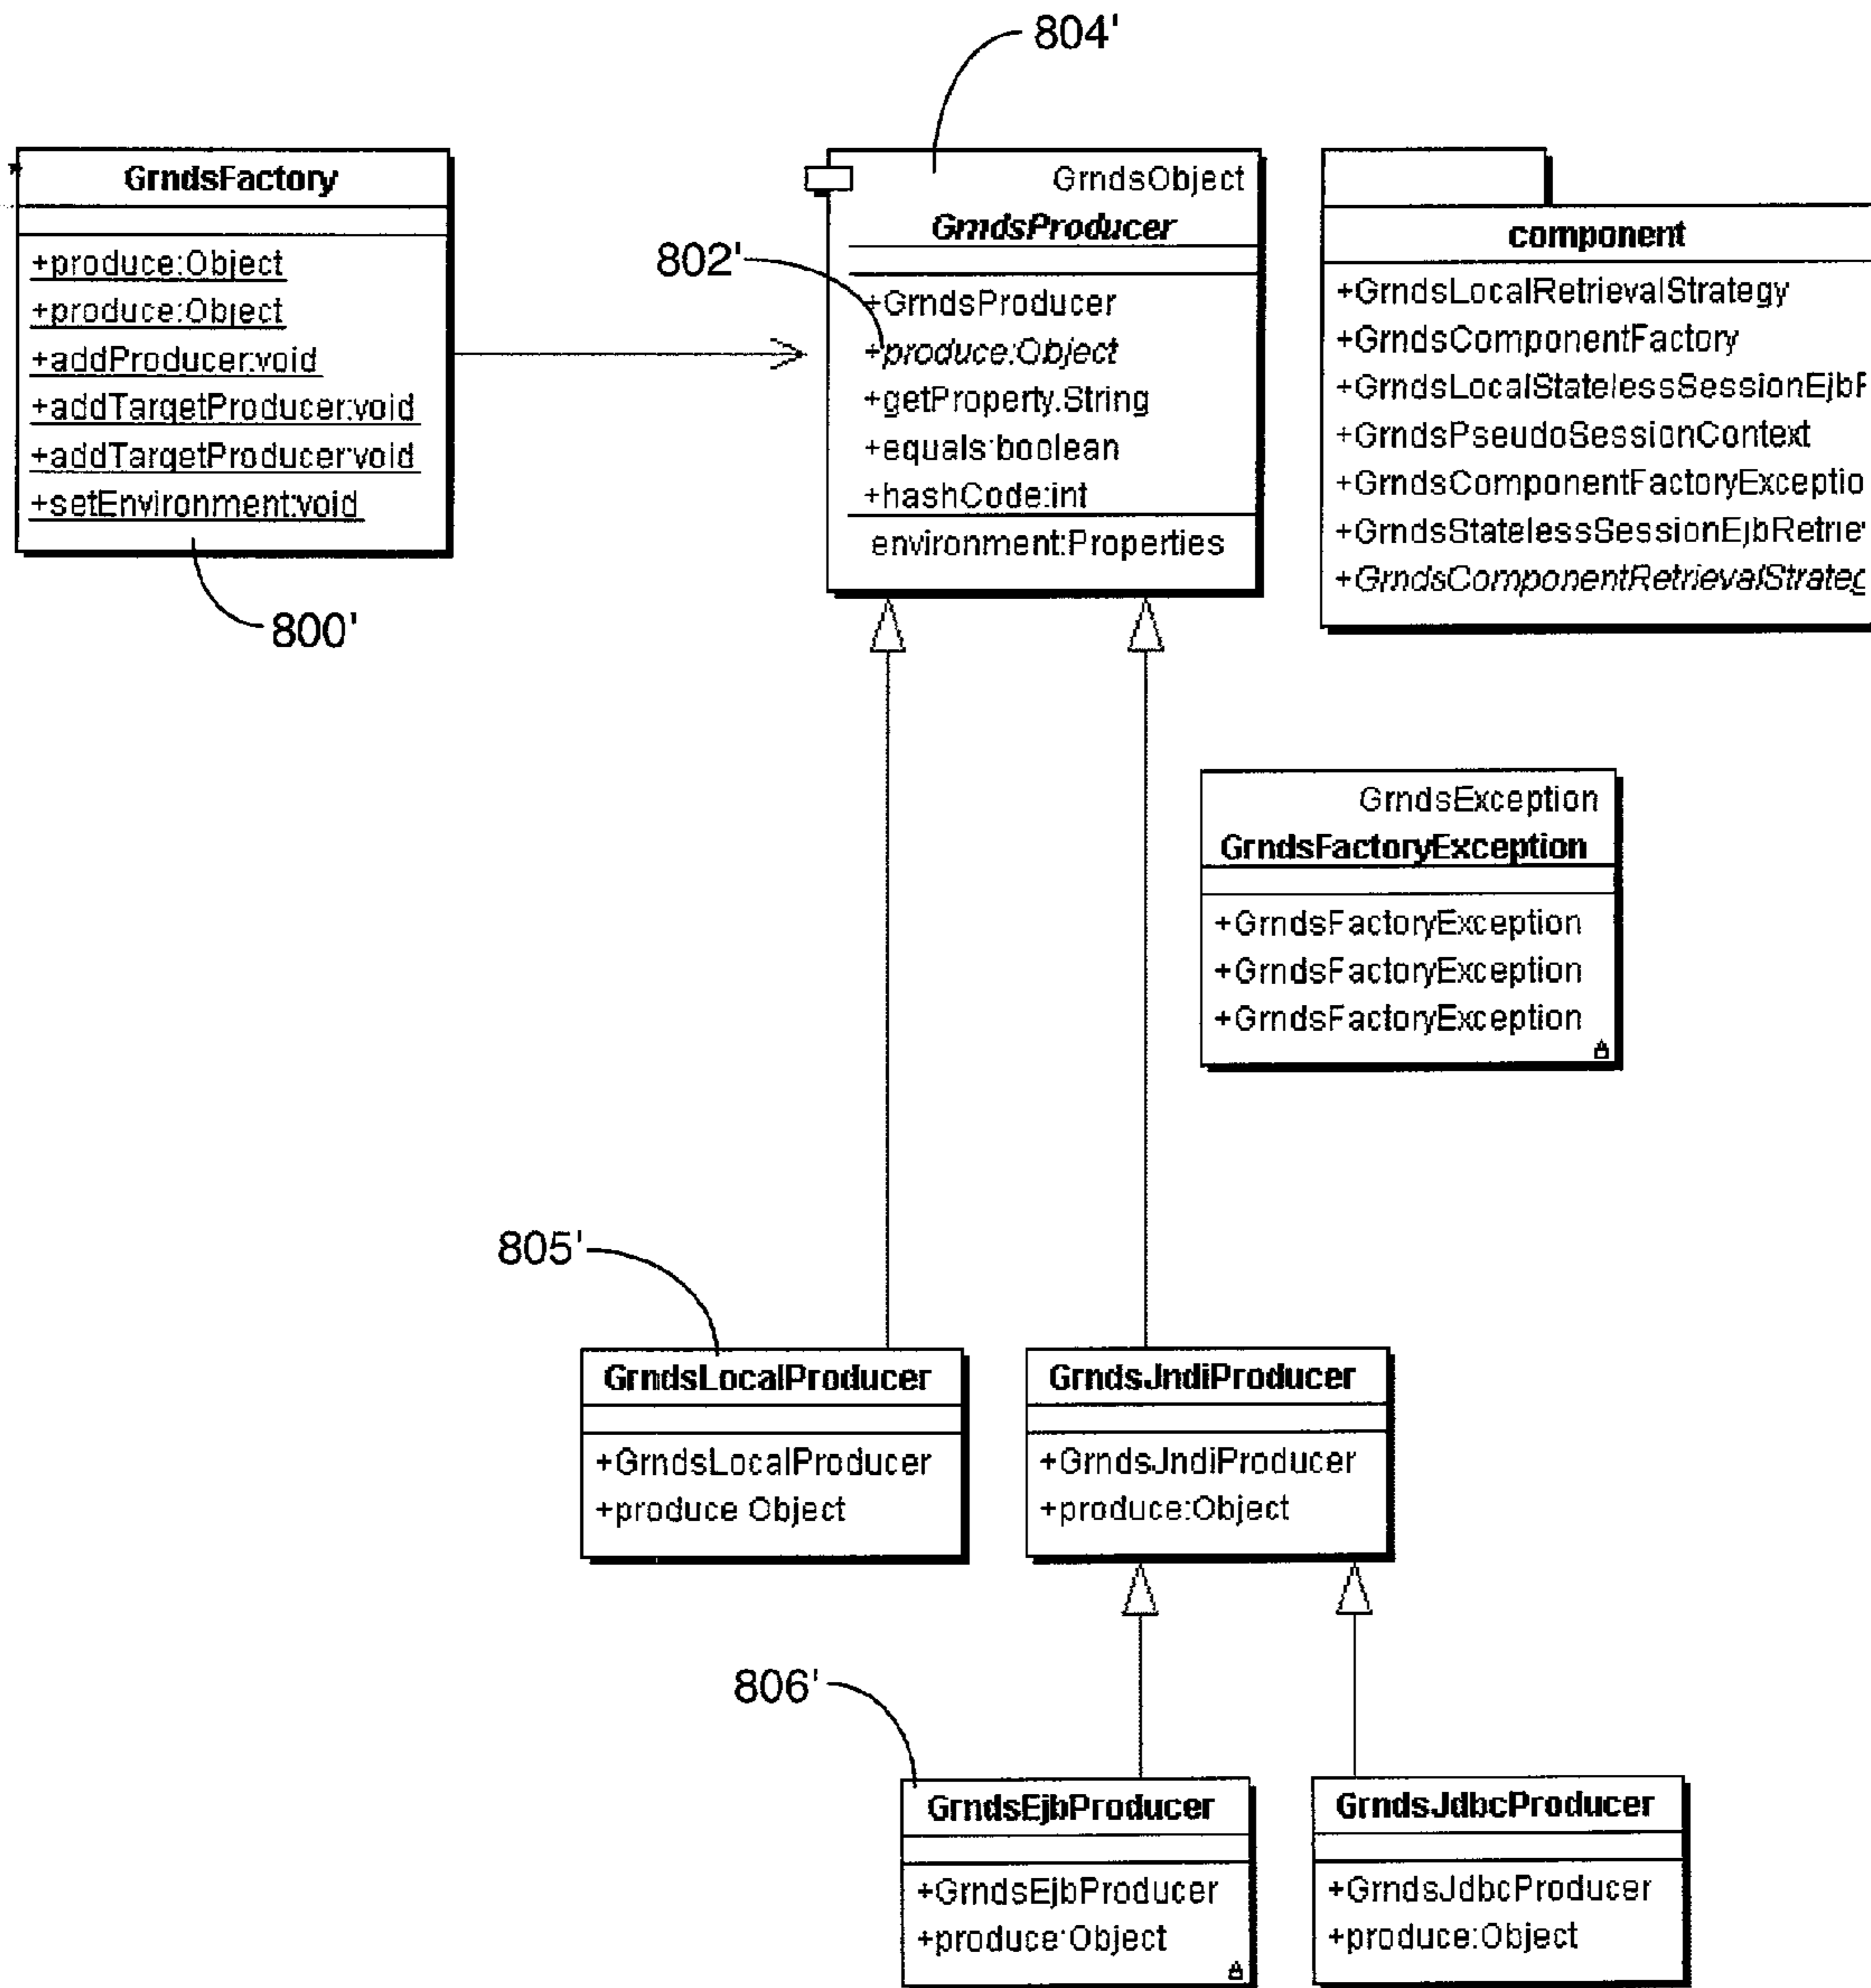 804'
GrndsFactory
+produce:Object
+produce:Object
+addProducer:void
+addTargetProducer:void
+addTargetProducer:void
+setEnvironment:void
800'
GrndsObject
GrndsProducer
802'
+GrndsProducer
+produce:Object
+getProperty:String
+equals:boolean
+hashCode:int
environment:Properties
component
+GrndsLocalRetrievalStrategy
+GrndsComponentFactory
+GrndsLocalStatelessSessionEjb
+GrndsPseudoSessionContext
+GrndsComponentFactoryExceptio
+GrndsStatelessSessionEjbRetrie
+GrndsComponentRetrievalStrateg
GrndsException
GrndsFactoryException
+GrndsFactoryException
+GrndsFactoryException
+GrndsFactoryException
805'
GrndsLocalProducer
+GrndsLocalProducer
+produce Object
GrndsJndiProducer
+GrndsJndiProducer
+produce:Object
806'
GrndsEjbProducer
+GrndsEjbProducer
+produce:Object
GrndsJdbcProducer
+GrndsJdbcProducer
+produce:Object